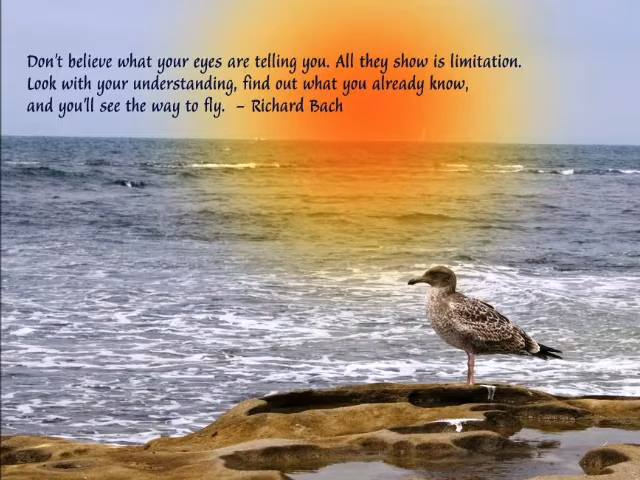 Don't believe what your eyes are telling you. All they show is limitation.
Look with your understanding, find out what you already know,
and you'll see the way to fly. – Richard Bach